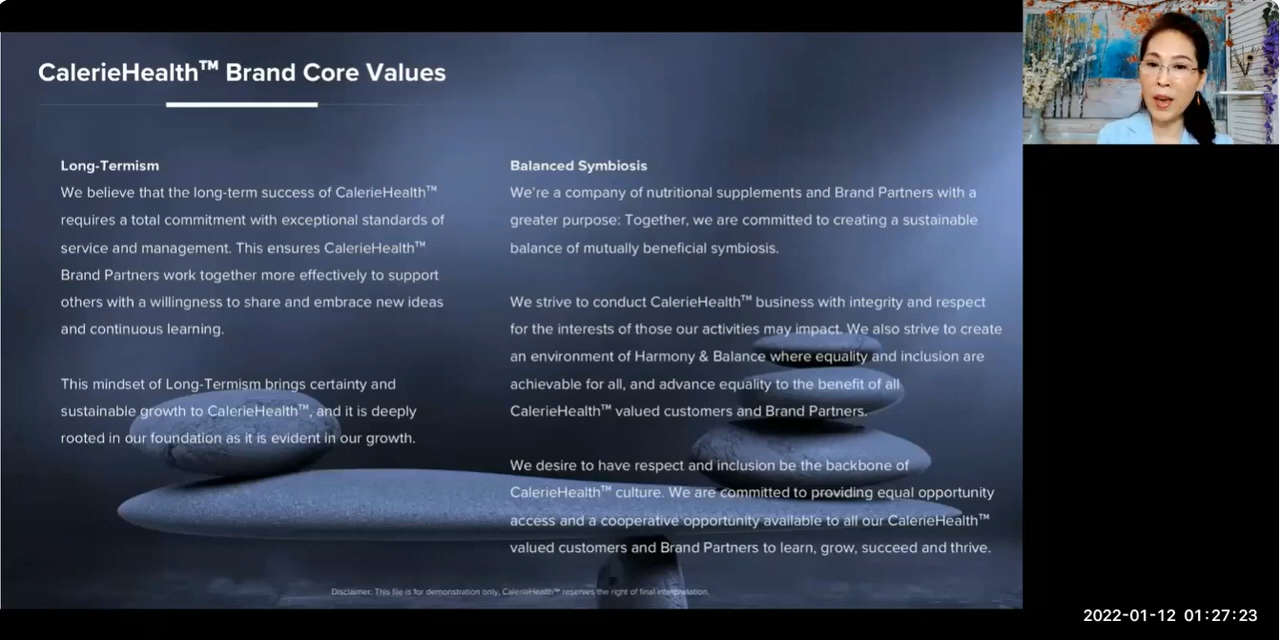 CalerieHealth™ Brand Core Values
Long-Termism
We believe that the long-term success of CalerieHealth™
requires a total commitment with exceptional standards of
service and management. This ensures CalerieHealth™
Brand Partners work together more effectively to support
others with a willingness to share and embrace new ideas
and continuous learning.
This mindset of Long-Termism brings certainty and
sustainable growth to CalerieHealth™, and it is deeply
rooted in our foundation as it is evident in our growth.
Balanced Symbiosis
We're a company of nutritional supplements and Brand Partners with a
greater purpose: Together, we are committed to creating a sustainable
balance of mutually beneficial symbiosis.
We strive to conduct CalerieHealth™ business with integrity and respect
for the interests of those our activities may impact. We also strive to create
an environment of Harmony & Balance where equality and inclusion are
achievable for all, and advance equality to the benefit of all
CalerieHealth™ valued customers and Brand Partners.
We desire to have respect and inclusion be the backbone of
CalerieHealth™ culture. We are committed to providing equal opportunity
access and a cooperative opportunity available to all our CalerieHealth™
valued customers and Brand Partners to learn, grow, succeed and thrive.
Disclaimer: This file is for demonstration only, CalerieHealth™ reserves the right of final interpretation.
2022-01-12 01:27:23